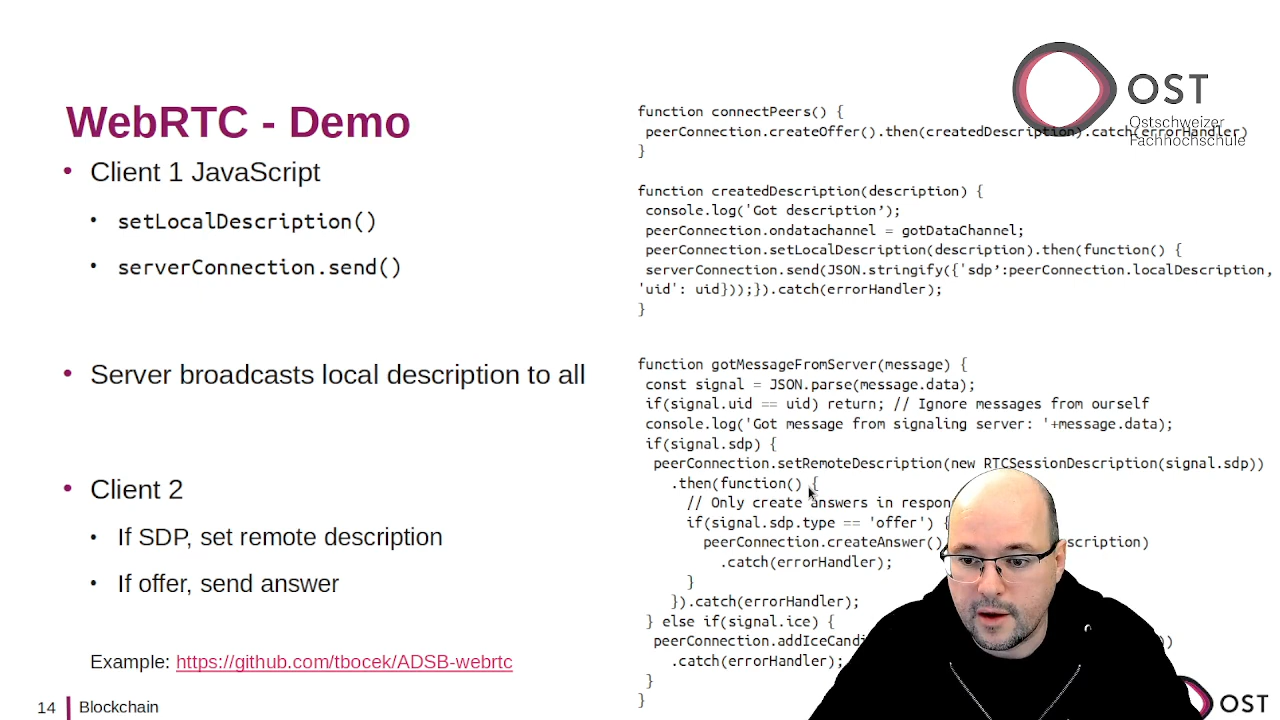 WebRTC - Demo
• Client 1 JavaScript
• setLocalDescription()
• serverConnection.send()
• Server broadcasts local description to all
• Client 2
• If SDP, set remote description
• If offer, send answer
Example: https://github.com/tbocek/ADSB-webrtc
14 Blockchain
OST
Ostschweizer
Fachhochschule
function connectPeers() {
peerConnection.createOffer().then(createdDescription).catch(errorHandler)
}
function createdDescription(description) {
console.log('Got description’);
peerConnection.ondatachannel = gotDataChannel;
peerConnection.setLocalDescription(description).then(function() {
serverConnection.send(JSON.stringify({'sdp’:peerConnection.localDescription,
'uid': uid}));}).catch(errorHandler);
}
function gotMessageFromServer(message) {
const signal = JSON.parse(message.data);
if(signal.uid == uid) return; // Ignore messages from ourself
console.log('Got message from signaling server: '+message.data);
if(signal.sdp) {
peerConnection.setRemoteDescription(new RTCSessionDescription(signal.sdp))
.then(function() {
// Only create answers in
if(signal.sdp.type == 'offer') {
peerConnection.createAnswer()
.catch(errorHandler);
}
}).catch(errorHandler);
} else if(signal.ice) {
.catch(errorHandler);
}
}
OST